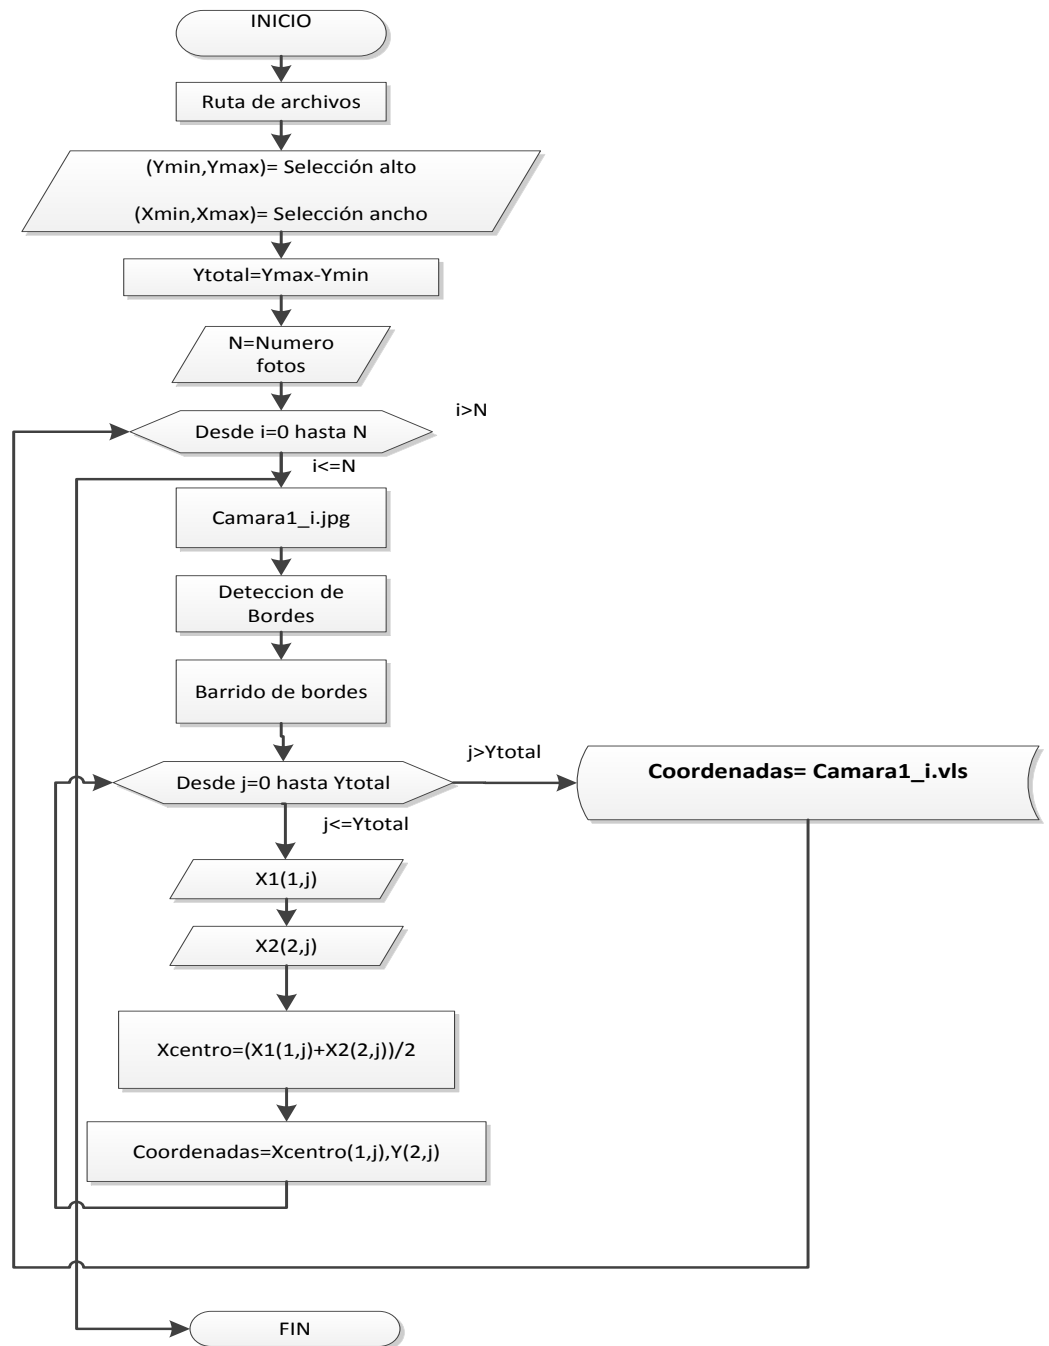 INICIO
Ruta de archivos
(Ymin,Ymax)= Selección alto
(Xmin,Xmax)= Selección ancho
Ytotal=Ymax-Ymin
N=Numero
fotos
i>N
Desde i=0 hasta N
i<=N
Camara1_i.jpg
Deteccion de
Bordes
Barrido de bordes
j>Ytotal
Coordenadas= Camara1_i.vls
Desde j=0 hasta Ytotal
j<=Ytotal
X1(1,j)
X2(2,j)
Xcentro=(X1(1,j)+X2(2,j))/2
Coordenadas=Xcentro(1,j),Y(2,j)
FIN